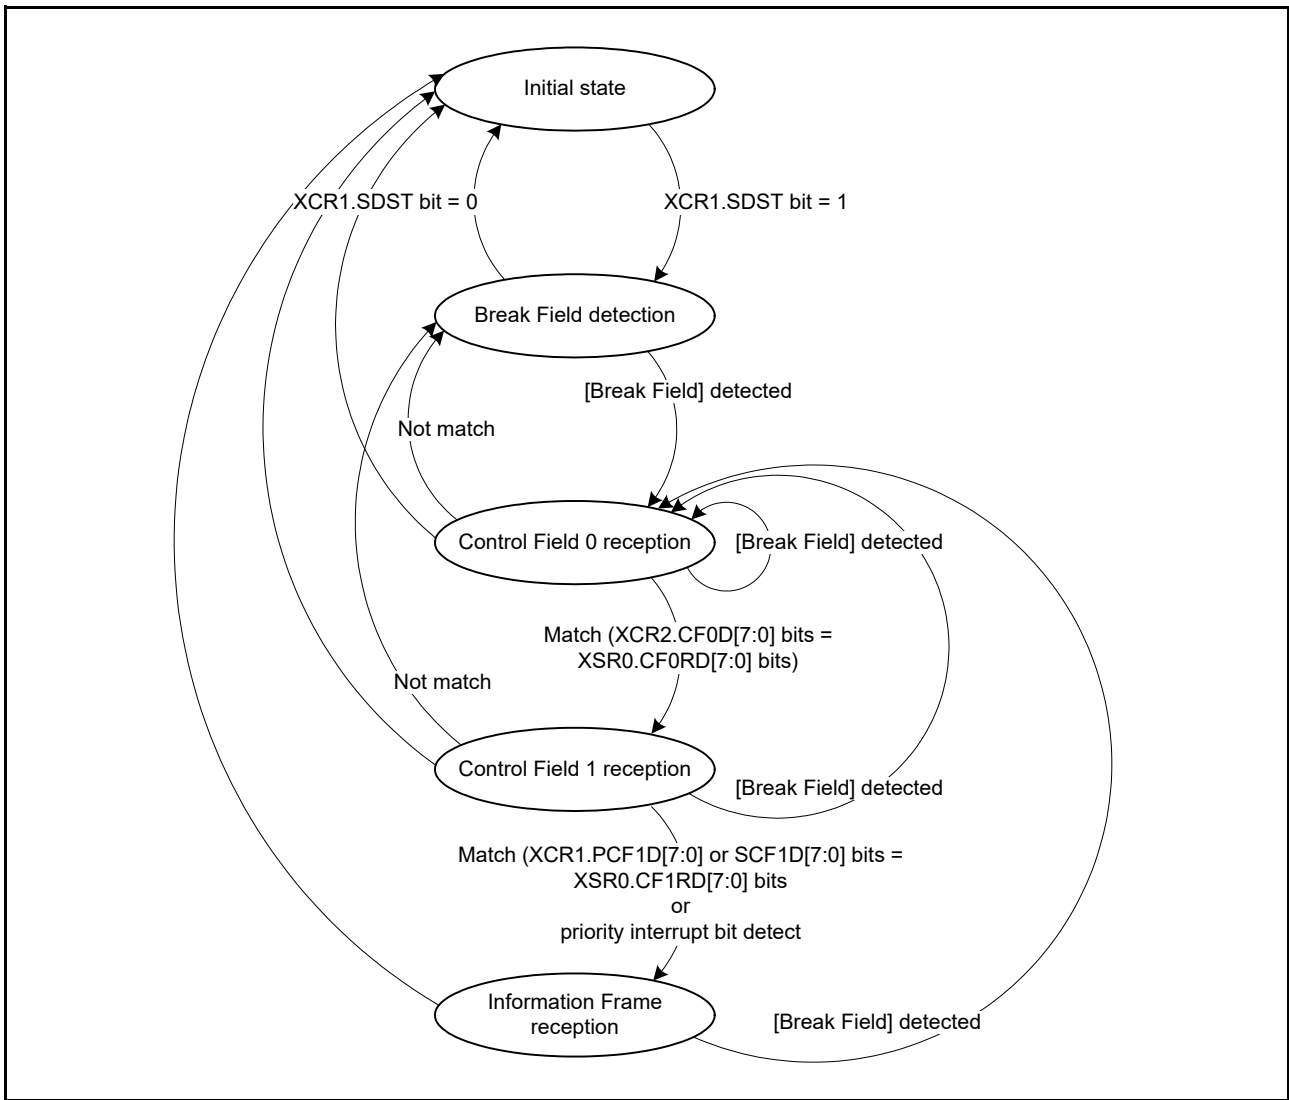 Initial state
XCR1.SDST bit = 0
XCR1.SDST bit = 1
Break Field detection
[Break Field] detected
Not match
Control Field 0 reception
[Break Field] detected
Match (XCR2.CF0D[7:0] bits =
XSR0.CF0RD[7:0] bits)
Not match
Control Field 1 reception
[Break Field] detected
Match (XCR1.PCF1D[7:0] or SCF1D[7:0] bits =
XSR0.CF1RD[7:0] bits
or
priority interrupt bit detect
Information Frame
reception
[Break Field] detected